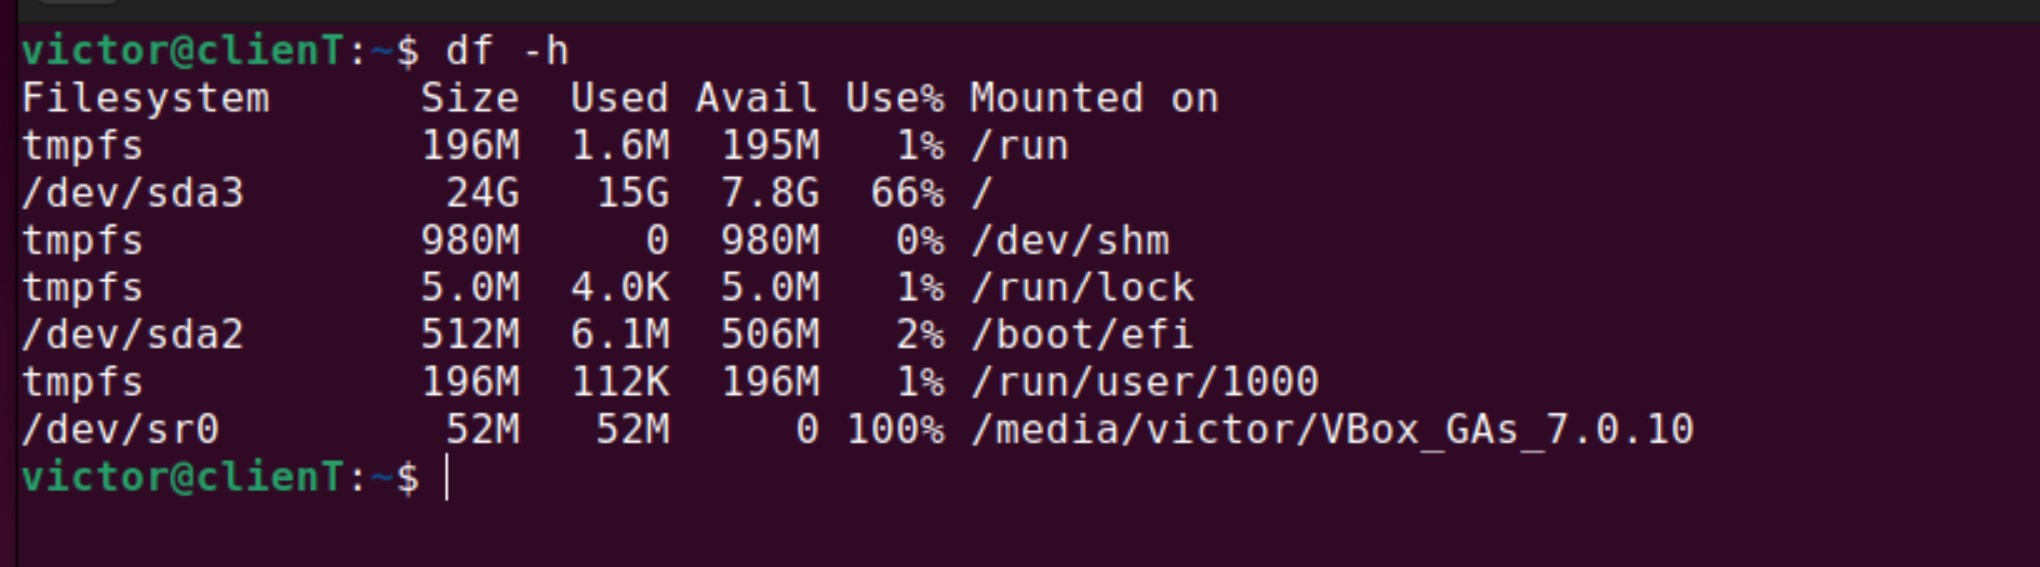 victor@clienT:~$ df -h
Filesystem      Size  Used Avail Use% Mounted on
tmpfs           196M  1.6M  195M   1% /run
/dev/sda3        24G   15G  7.8G  66% /
tmpfs           980M     0  980M   0% /dev/shm
tmpfs           5.0M  4.0K  5.0M   1% /run/lock
/dev/sda2       512M  6.1M  506M   2% /boot/efi
tmpfs           196M  112K  196M   1% /run/user/1000
/dev/sr0         52M   52M     0 100% /media/victor/VBox_GAs_7.0.10
victor@clienT:~$